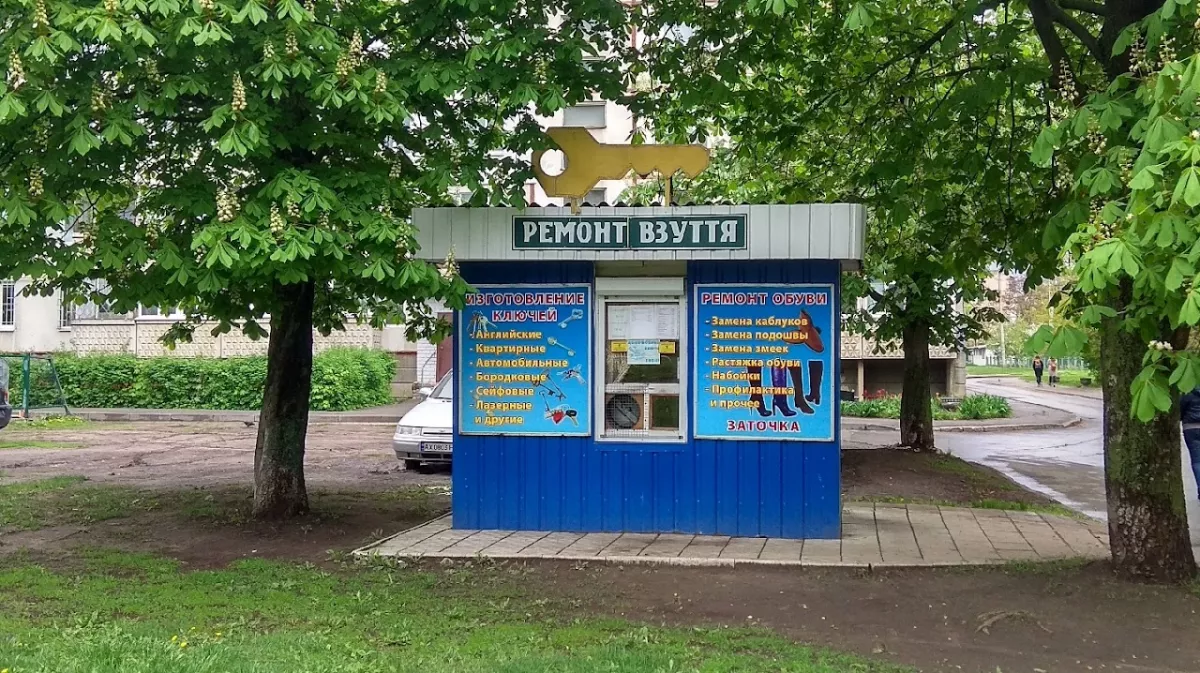 РЕМОНТ ВЗУТТЯ
ИЗГОТОВЛЕНИЕ
КЛЮЧЕЙ
- Английские
- Квартирные
- Автомобильные
- Бородковые
- Сейфовые
- Лазерные
и другие
РЕМОНТ ОБУВИ
- Замена каблуков
- Замена подошвы
- Замена змеек
- Растяжка обуви
- Набойки
- Профилактика
и прочее
ЗАТОЧКА